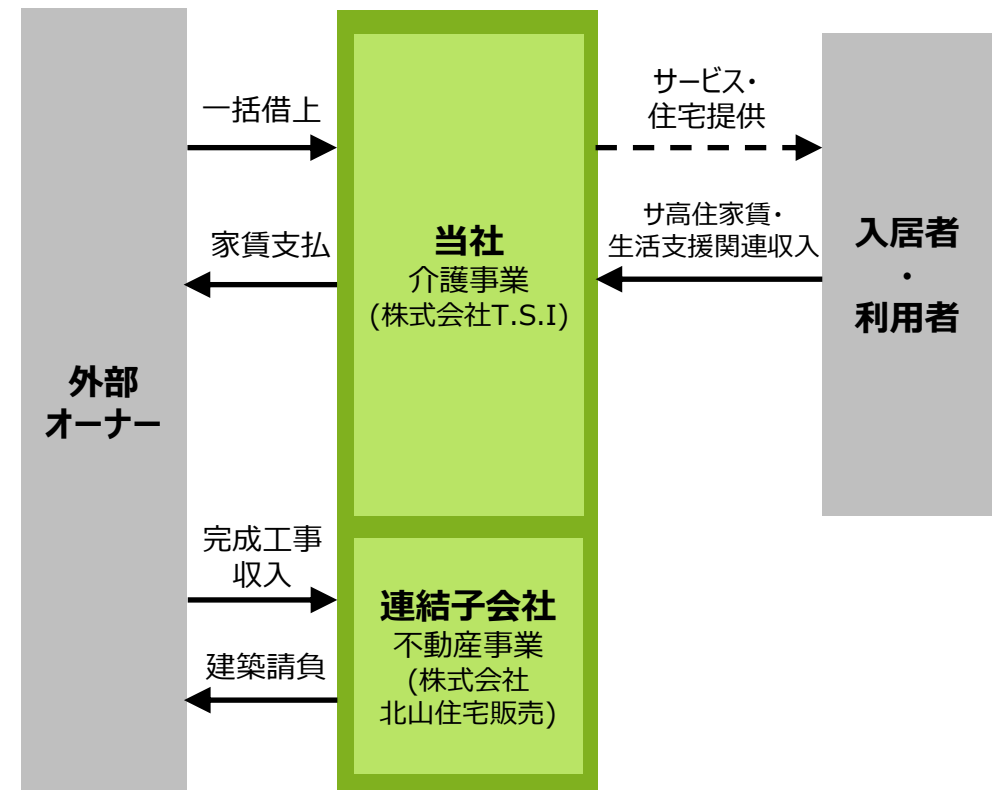 外部
オーナー
一括借上
家賃支払
完成工事
収入
建築請負
当社
介護事業
(株式会社T.S.I)
連結子会社
不動産事業
(株式会社
北山住宅販売)
サービス・
住宅提供
サ高住家賃・
生活支援関連収入
入居者
・
利用者